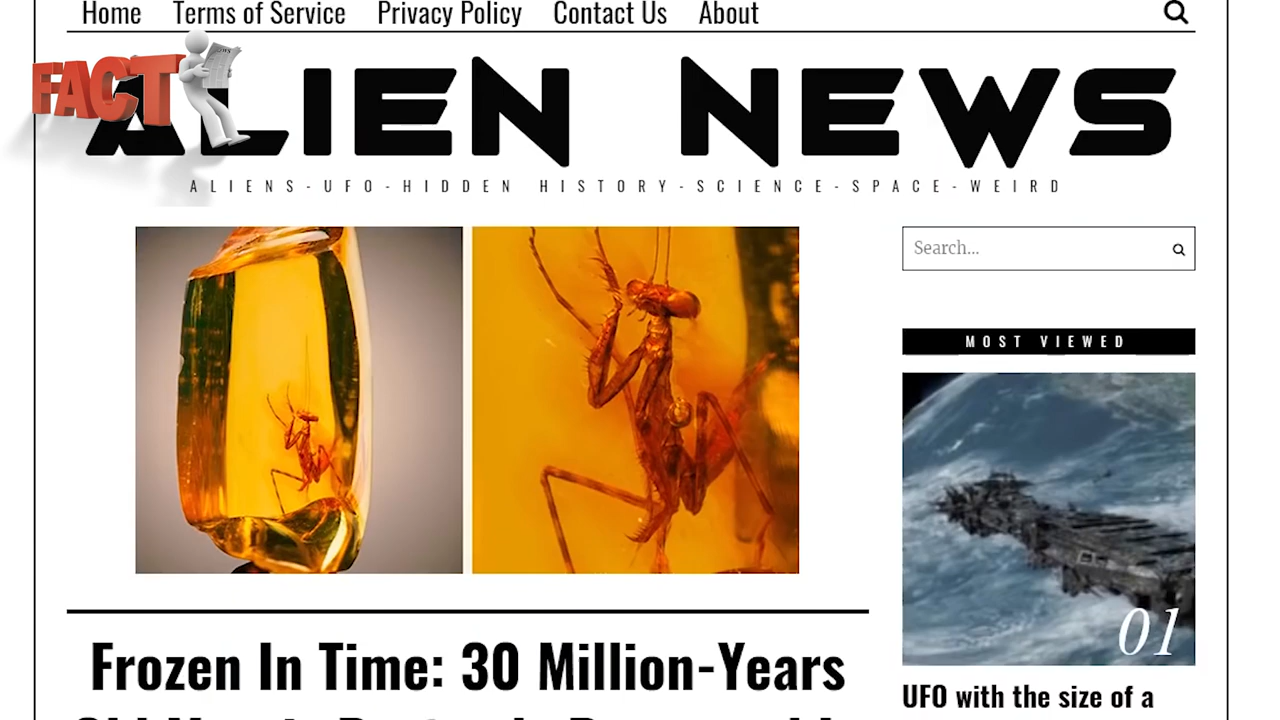 Home Terms of Service Privacy Policy Contact Us About
FACT
ALIEN NEWS
ALIENS-UFO-HIDDEN HISTORY-SCIENCE-SPACE-WEIRD
Search...
MOST VIEWED
01
Frozen In Time: 30 Million-Years
UFO with the size of a